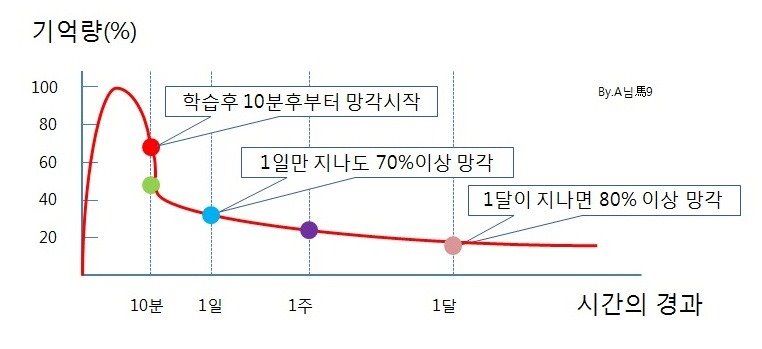 기억량(%)
100
80
60
40
20
학습후 10분후부터 망각시작
By.A님馬9
1일만 지나도 70%이상 망각
1달이 지나면 80% 이상 망각
10분
1일
1주
1달
시간의 경과